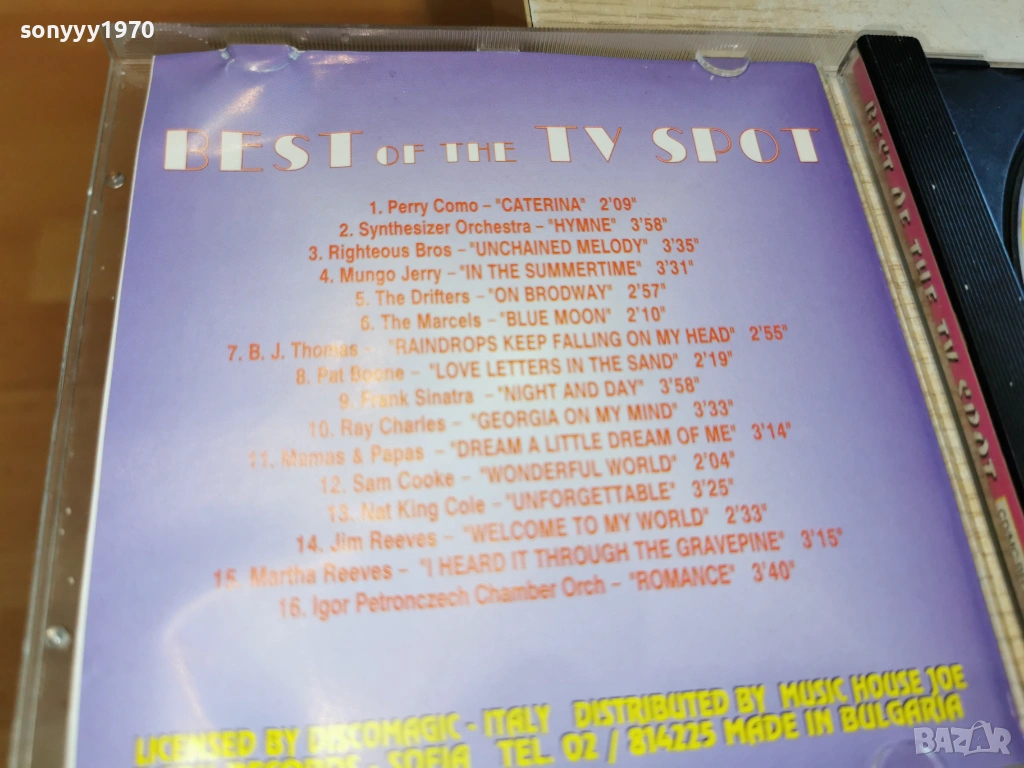 sonyyy1970
BEST OF THE TV SPOT
1. Perry Como – "CATERINA" 2'09"
2. Synthesizer Orchestra – "HYMNE" 3'58"
3. Righteous Bros – "UNCHAINED MELODY" 3'35"
4. Mungo Jerry – "IN THE SUMMERTIME" 3'31"
5. The Drifters – "ON BRODWAY" 2'57"
6. The Marcels – "BLUE MOON" 2'10"
7. B. J. Thomas – "RAINDROPS KEEP FALLING ON MY HEAD" 2'55"
8. Pat Boone – "LOVE LETTERS IN THE SAND" 2'19"
9. Frank Sinatra – "NIGHT AND DAY" 3'58"
10. Ray Charles – "GEORGIA ON MY MIND" 3'33"
11. Mamas & Papas – "DREAM A LITTLE DREAM OF ME" 3'14"
12. Sam Cooke – "WONDERFUL WORLD" 2'04"
13. Nat King Cole – "UNFORGETTABLE" 3'25"
14. Jim Reeves – "WELCOME TO MY WORLD" 2'33"
15. Martha Reeves – "I HEARD IT THROUGH THE GRAVEPINE" 3'15"
16. Igor Petronczech Chamber Orch – "ROMANCE" 3'40"
LICENSED BY DISCOMAGIC - ITALY DISTRIBUTED BY MUSIC HOUSE JOE
RECORDS - SOFIA TEL. 02 / 814225 MADE IN BULGARIA
BEST OF THE TV SPOT
BAZAR